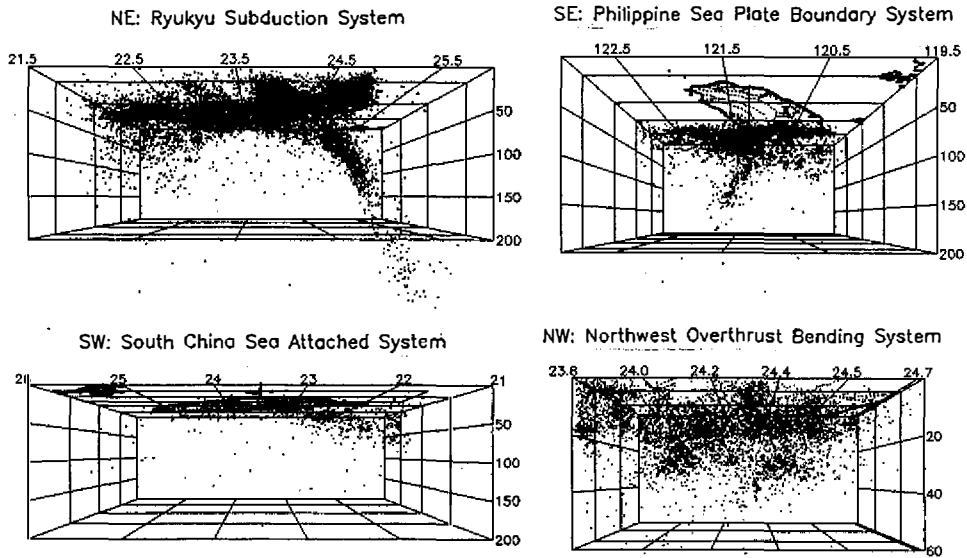 NE: Ryukyu Subduction System
21.5 22.5 23.5 24.5 25.5
50
100
150
200
SE: Philippine Sea Plate Boundary System
122.5 121.5 120.5 119.5
50
100
150
200
SW: South China Sea Attached System
25 24 23 22 21
50
100
150
200
NW: Northwest Overthrust Bending System
23.8 24.0 24.2 24.4 24.5 24.7
20
40
60